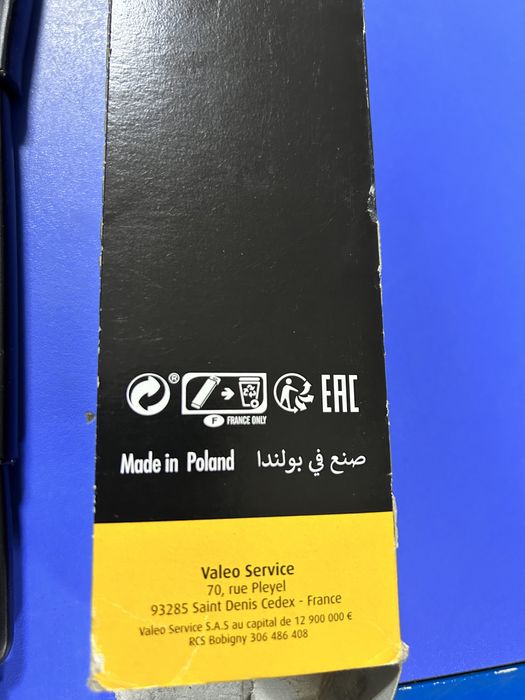 ® EAC
F FRANCE ONLY
Made in Poland صنع في بولندا
Valeo Service
70, rue Pleyel
93285 Saint Denis Cedex - France
Valeo Service S.A.S au capital de 12 900 000 €
RCS Bobigny 306 486 408